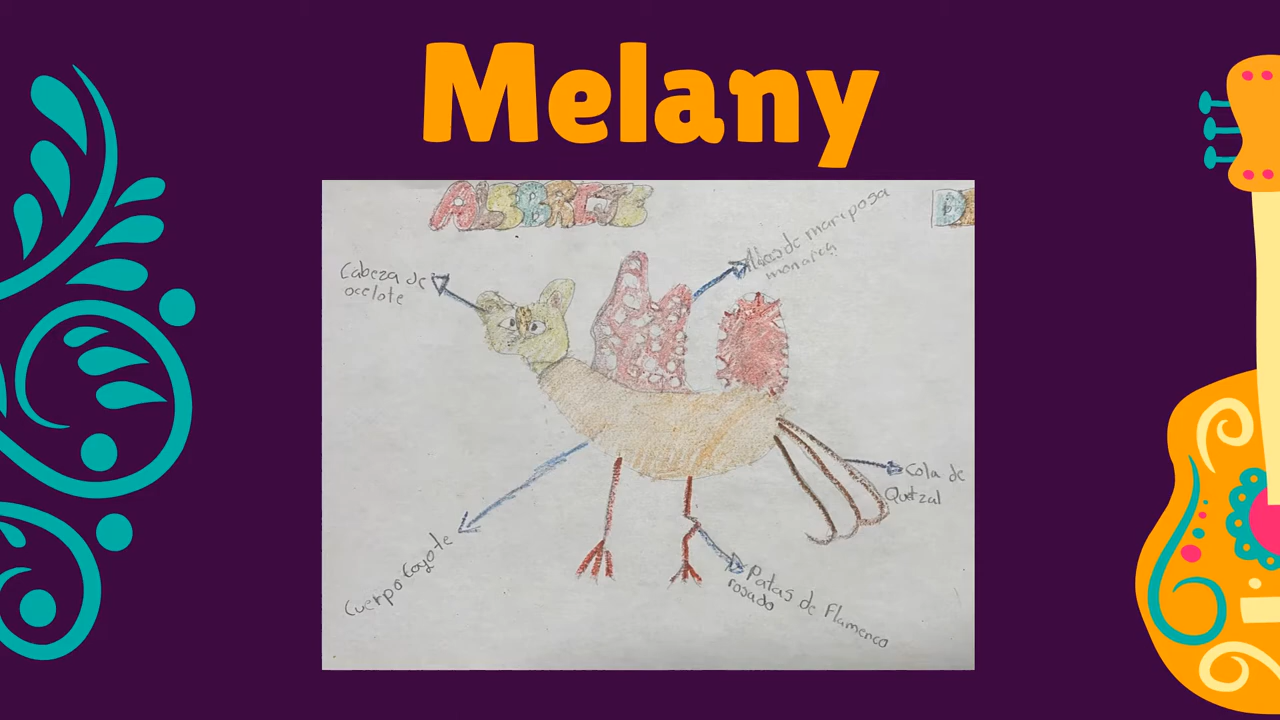 Melany
ALEBRIJE
D
Cabeza de
ocelote
Alas de mariposa
monarca
Cola de
Quetzal
Cuerpo Coyote
patas de Flamenco
rosado